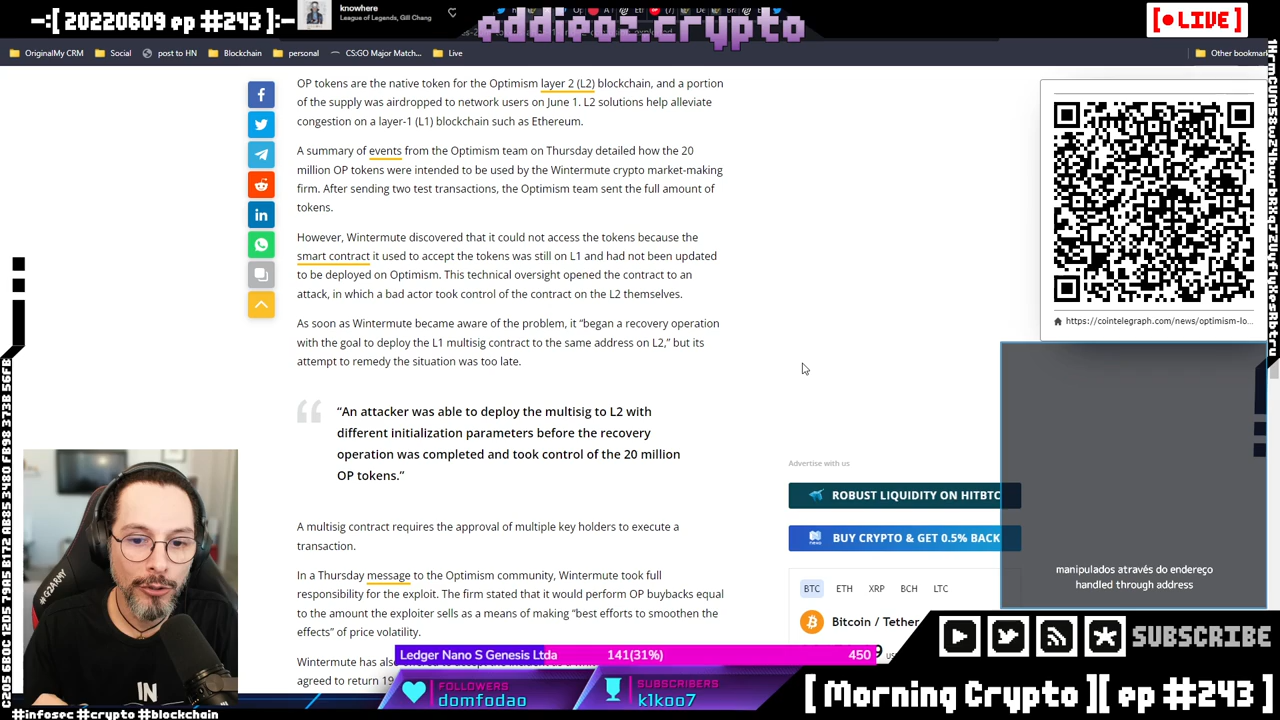 -:[ 20220609 ep #243 ]:-
knowhere
League of Legends, Gill Chang
eddieoz.crypto
[ LIVE ]
OriginalMy CRM
Social
post to HN
Blockchain
personal
CS:GO Major Match...
Live
Other bookmar
OP tokens are the native token for the Optimism layer 2 (L2) blockchain, and a portion
of the supply was airdropped to network users on June 1. L2 solutions help alleviate
congestion on a layer-1 (L1) blockchain such as Ethereum.
A summary of events from the Optimism team on Thursday detailed how the 20
million OP tokens were intended to be used by the Wintermute crypto market-making
firm. After sending two test transactions, the Optimism team sent the full amount of
tokens.
However, Wintermute discovered that it could not access the tokens because the
smart contract it used to accept the tokens was still on L1 and had not been updated
to be deployed on Optimism. This technical oversight opened the contract to an
attack, in which a bad actor took control of the contract on the L2 themselves.
As soon as Wintermute became aware of the problem, it “began a recovery operation
with the goal to deploy the L1 multisig contract to the same address on L2,” but its
attempt to remedy the situation was too late.
“An attacker was able to deploy the multisig to L2 with
different initialization parameters before the recovery
operation was completed and took control of the 20 million
OP tokens.”
A multisig contract requires the approval of multiple key holders to execute a
transaction.
In a Thursday message to the Optimism community, Wintermute took full
responsibility for the exploit. The firm stated that it would perform OP buybacks equal
to the amount the exploiter sells as a means of making “best efforts to smoothen the
effects” of price volatility.
Wintermute has
agreed to return 19
https://cointelegraph.com/news/optimism-lo...
Advertise with us
ROBUST LIQUIDITY ON HITBTC
BUY CRYPTO & GET 0.5% BACK
BTC
ETH
XRP
BCH
LTC
Bitcoin / Tether
manipulados através do endereço
handled through address
Ledger Nano S Genesis Ltda
141(31%)
450
FOLLOWERS
domfodao
SUBSCRIBERS
k1koo7
SUBSCRIBE
[ Morning Crypto ][ ep #243 ]
#infosec #crypto #blockchain